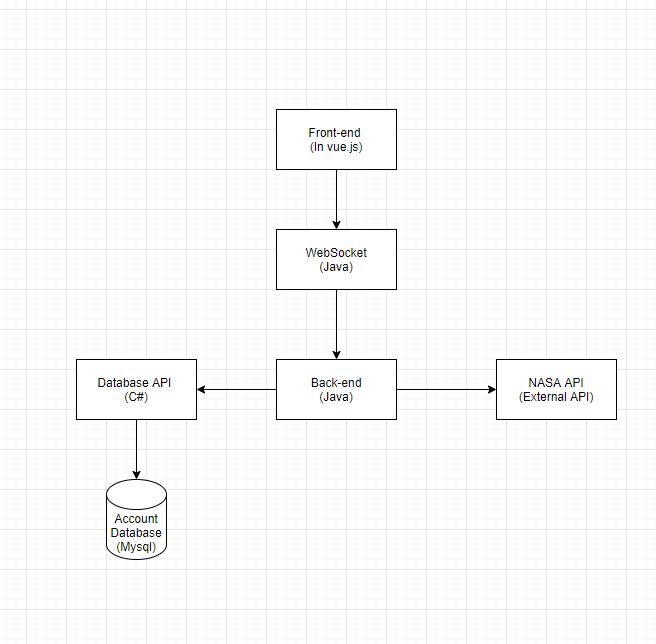 Front-end
(In vue.js)
WebSocket
(Java)
Database API
(C#)
Back-end
(Java)
NASA API
(External API)
Account
Database
(Mysql)